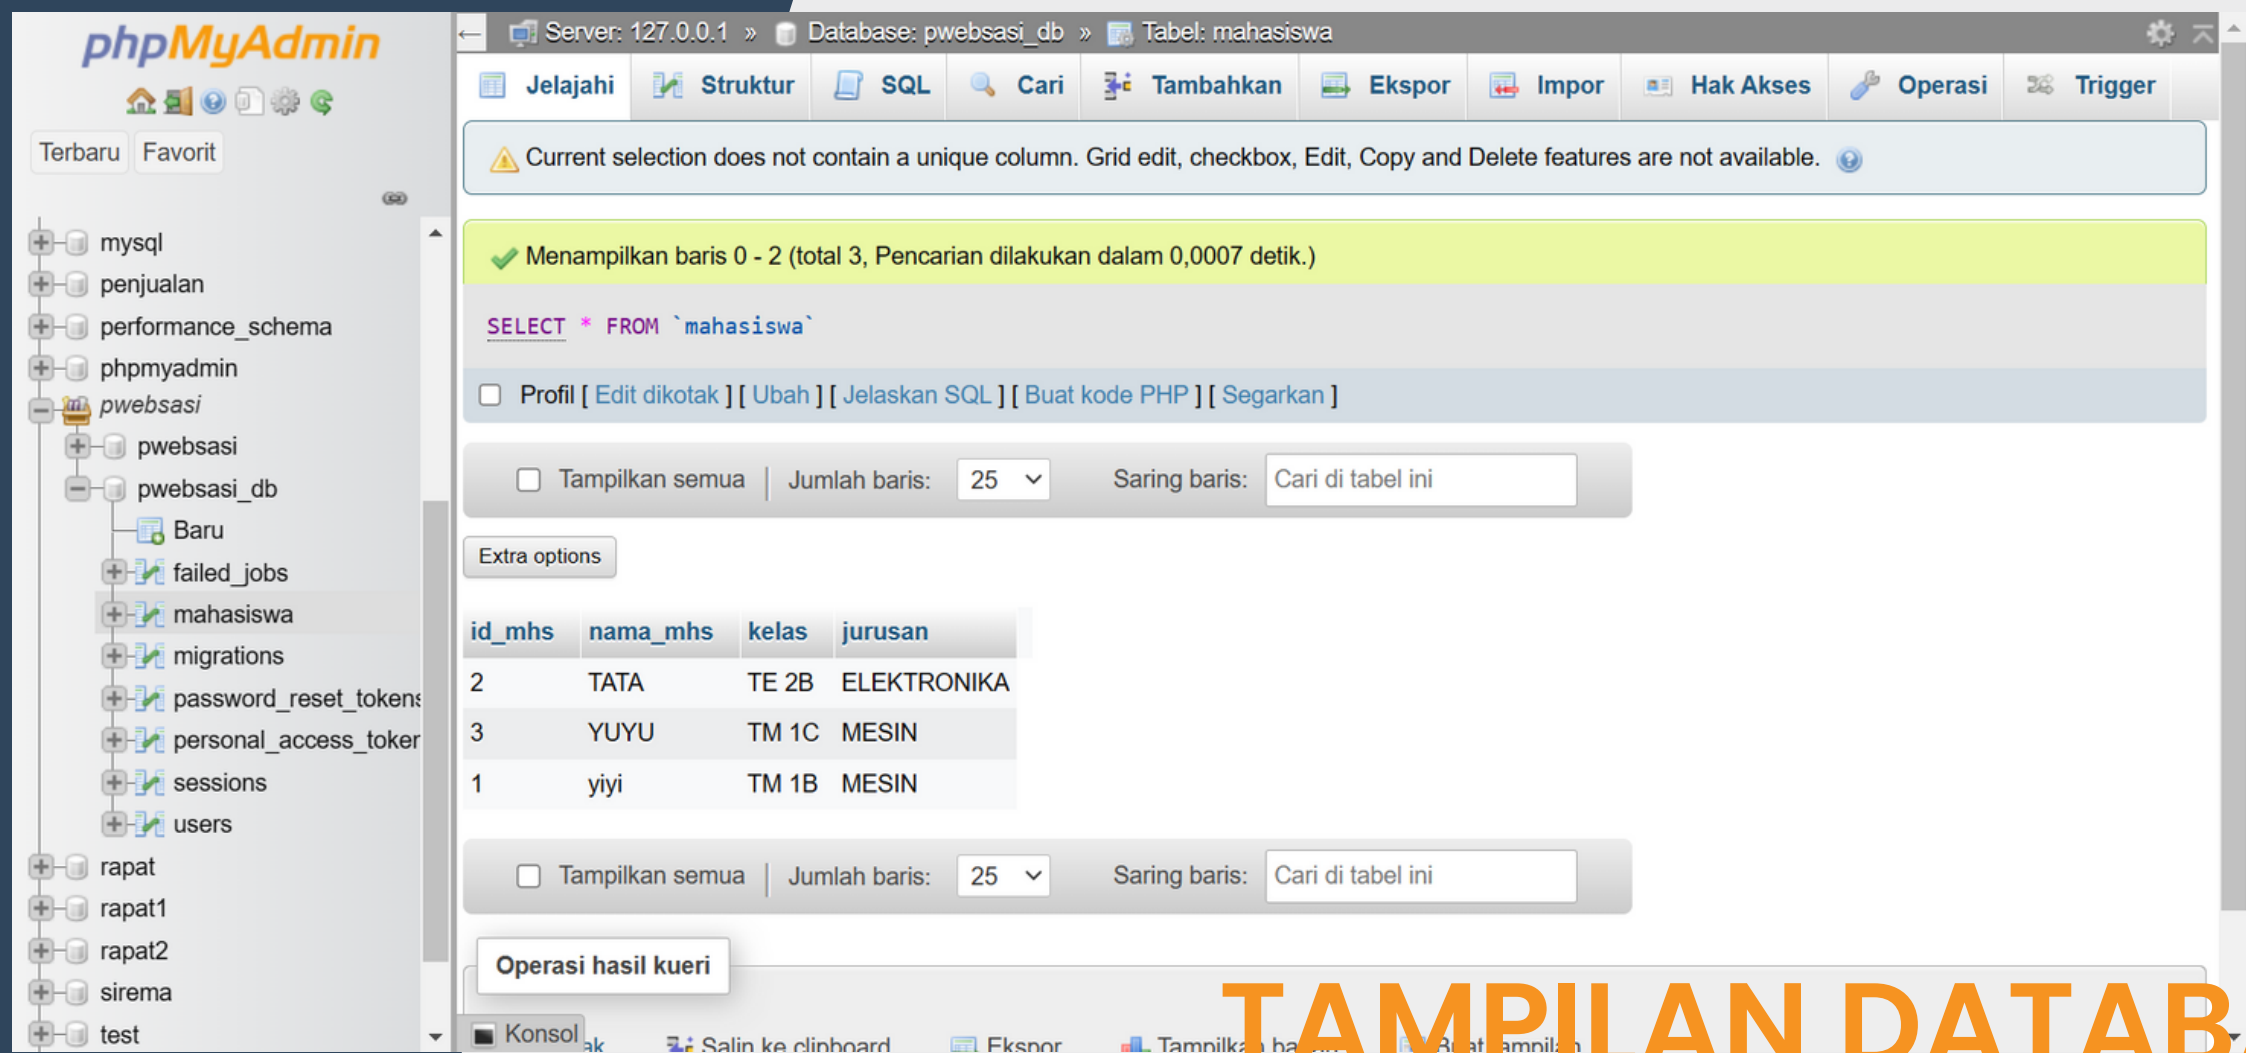 phpMyAdmin
Terbaru Favorit
mysql
penjualan
performance_schema
phpmyadmin
pwebsasi
pwebsasi
pwebsasi_db
Baru
failed_jobs
mahasiswa
migrations
password_reset_tokens
personal_access_toker
sessions
users
rapat
rapat1
rapat2
sirema
test
← Server: 127.0.0.1 » Database: pwebsasi_db » Tabel: mahasiswa
Jelajahi Struktur SQL Cari Tambahkan Ekspor Impor Hak Akses Operasi Trigger
Current selection does not contain a unique column. Grid edit, checkbox, Edit, Copy and Delete features are not available.
Menampilkan baris 0 - 2 (total 3, Pencarian dilakukan dalam 0,0007 detik.)
SELECT * FROM `mahasiswa`
Profil [ Edit dikotak ] [ Ubah ] [ Jelaskan SQL ] [ Buat kode PHP ] [ Segarkan ]
Tampilkan semua | Jumlah baris: 25 Saring baris: Cari di tabel ini
Extra options
id_mhs nama_mhs kelas jurusan
2 TATA TE 2B ELEKTRONIKA
3 YUYU TM 1C MESIN
1 yiyi TM 1B MESIN
Tampilkan semua | Jumlah baris: 25 Saring baris: Cari di tabel ini
Operasi hasil kueri
Konsol Salin ke clipboard Ekspor
TAMPILAN DATAB